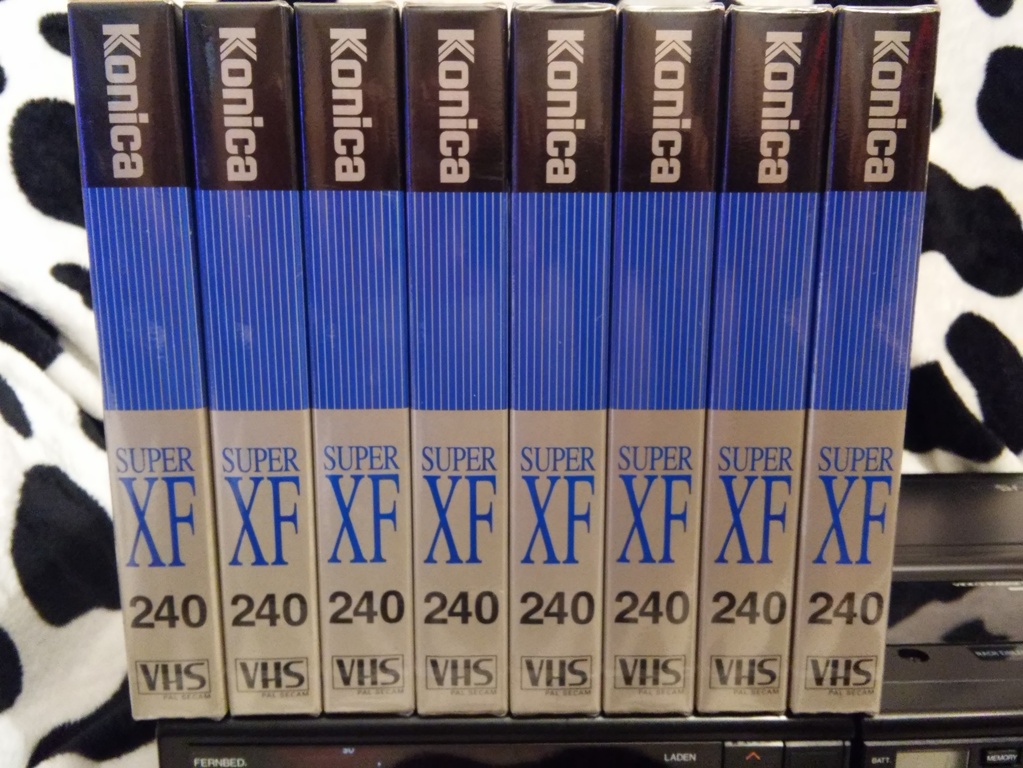 Konica
SUPER
XF
240
VHS
PAL SECAM
Konica
SUPER
XF
240
VHS
PAL SECAM
Konica
SUPER
XF
240
VHS
PAL SECAM
Konica
SUPER
XF
240
VHS
PAL SECAM
Konica
SUPER
XF
240
VHS
PAL SECAM
Konica
SUPER
XF
240
VHS
PAL SECAM
Konica
SUPER
XF
240
VHS
PAL SECAM
Konica
SUPER
XF
240
VHS
PAL SECAM
FERNBED.
LADEN
BATT.
MEMORY